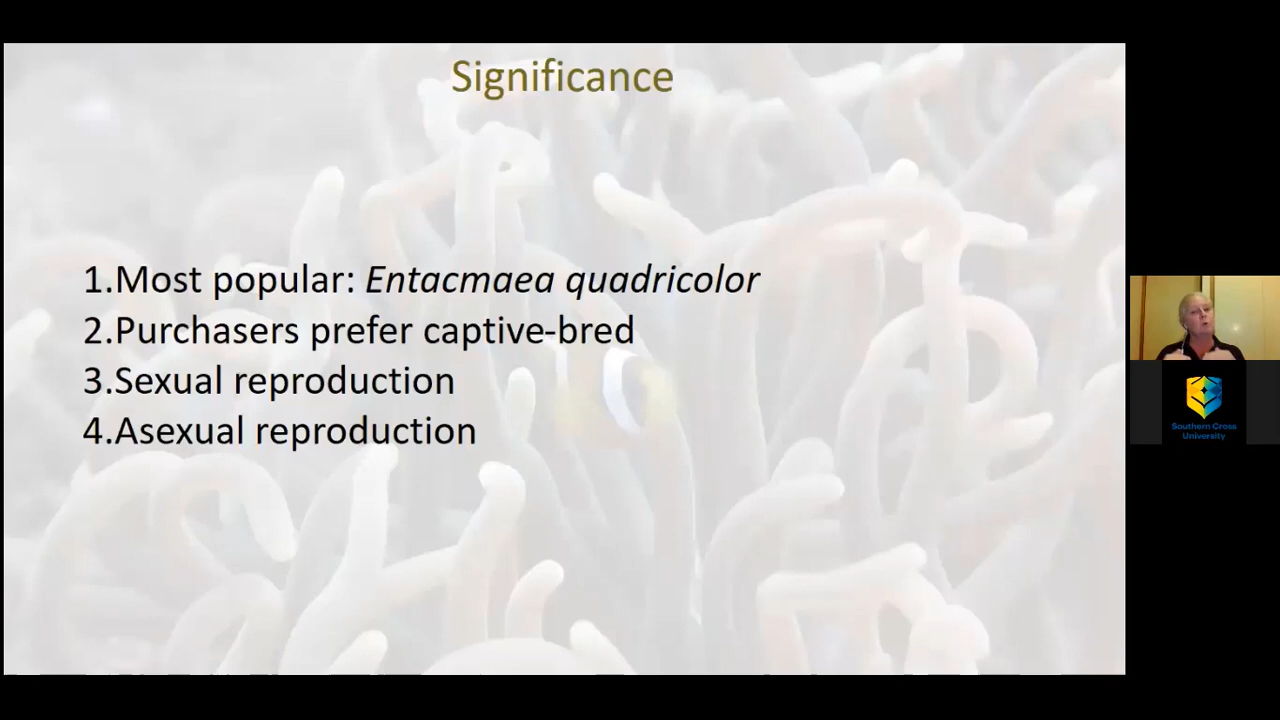 Significance
1.Most popular: Entacmaea quadricolor
2.Purchasers prefer captive-bred
3.Sexual reproduction
4.Asexual reproduction
Southern Cross
University